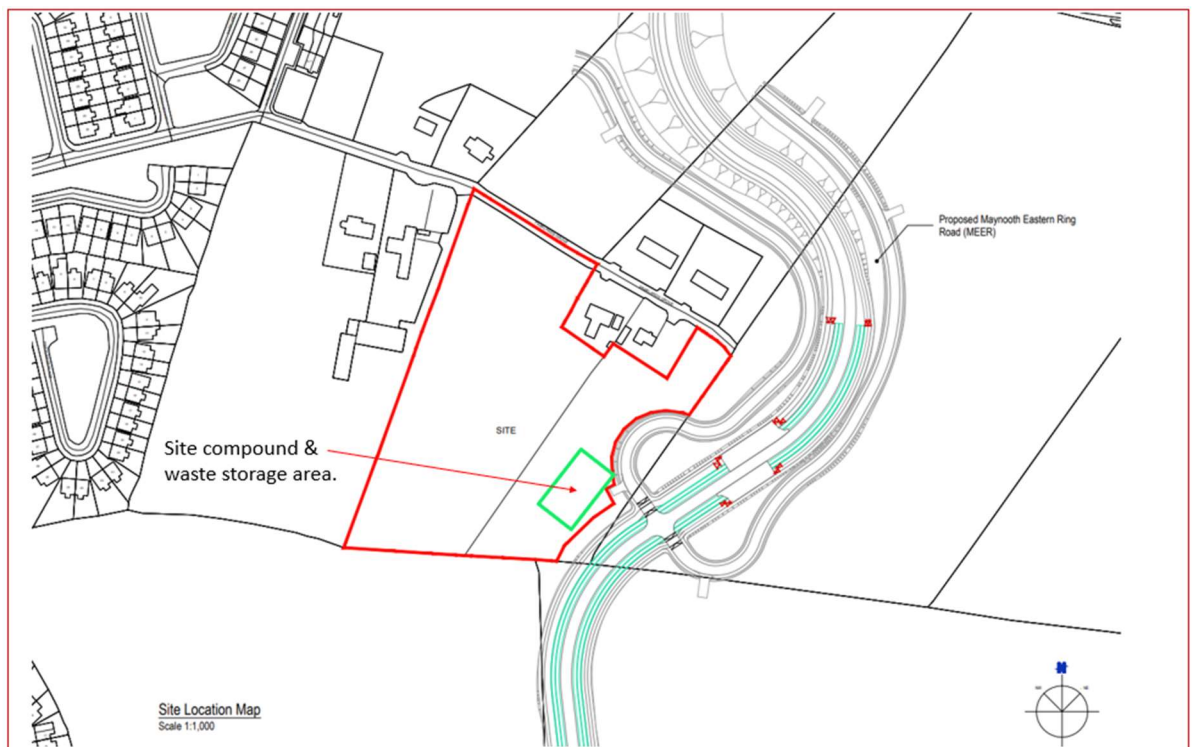 Proposed Maynooth Eastern Ring
Road (MEER)
SITE
Site compound &
waste storage area.
Site Location Map
Scale 1:1,000
N